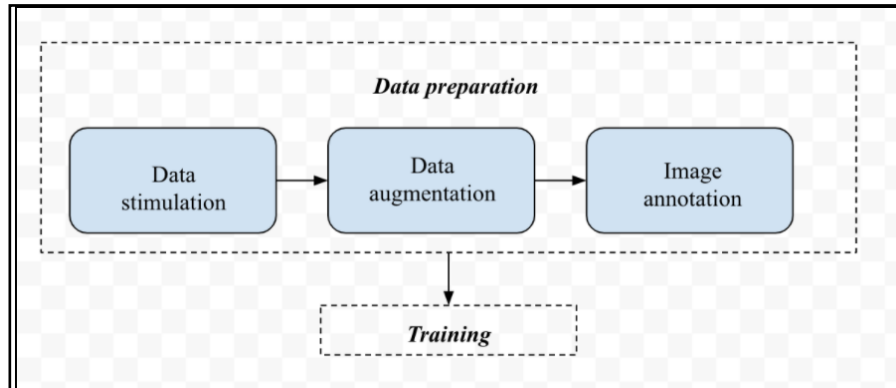 Data preparation
Data
stimulation
Data
augmentation
Image
annotation
Training